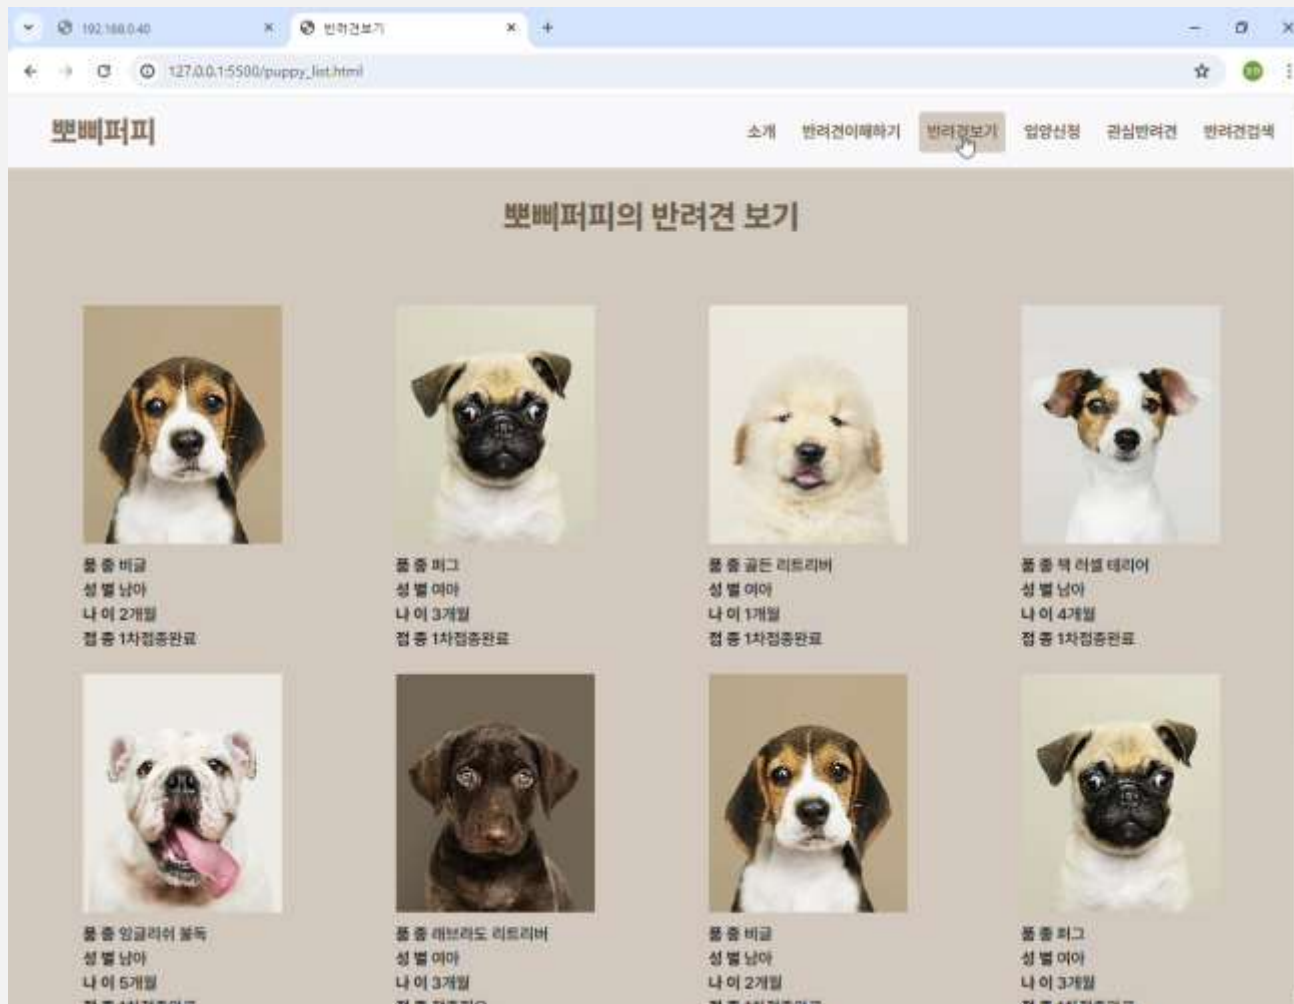 192.168.0.40
반려견보기
127.0.0.1:5500/puppy_list.html
뽀삐퍼피
소개 반려견이해하기 반려견보기 입양신청 관심반려견 반려견검색
뽀삐퍼피의 반려견 보기
품 종 비글
성 별 남아
나 이 2개월
접 종 1차접종완료
품 종 퍼그
성 별 여아
나 이 3개월
접 종 1차접종완료
품 종 골든 리트리버
성 별 여아
나 이 1개월
접 종 1차접종완료
품 종 잭 러셀 테리어
성 별 남아
나 이 4개월
접 종 1차접종완료
품 종 잉글리쉬 불독
성 별 남아
나 이 5개월
품 종 래브라도 리트리버
성 별 여아
나 이 3개월
품 종 비글
성 별 남아
나 이 2개월
품 종 퍼그
성 별 여아
나 이 3개월